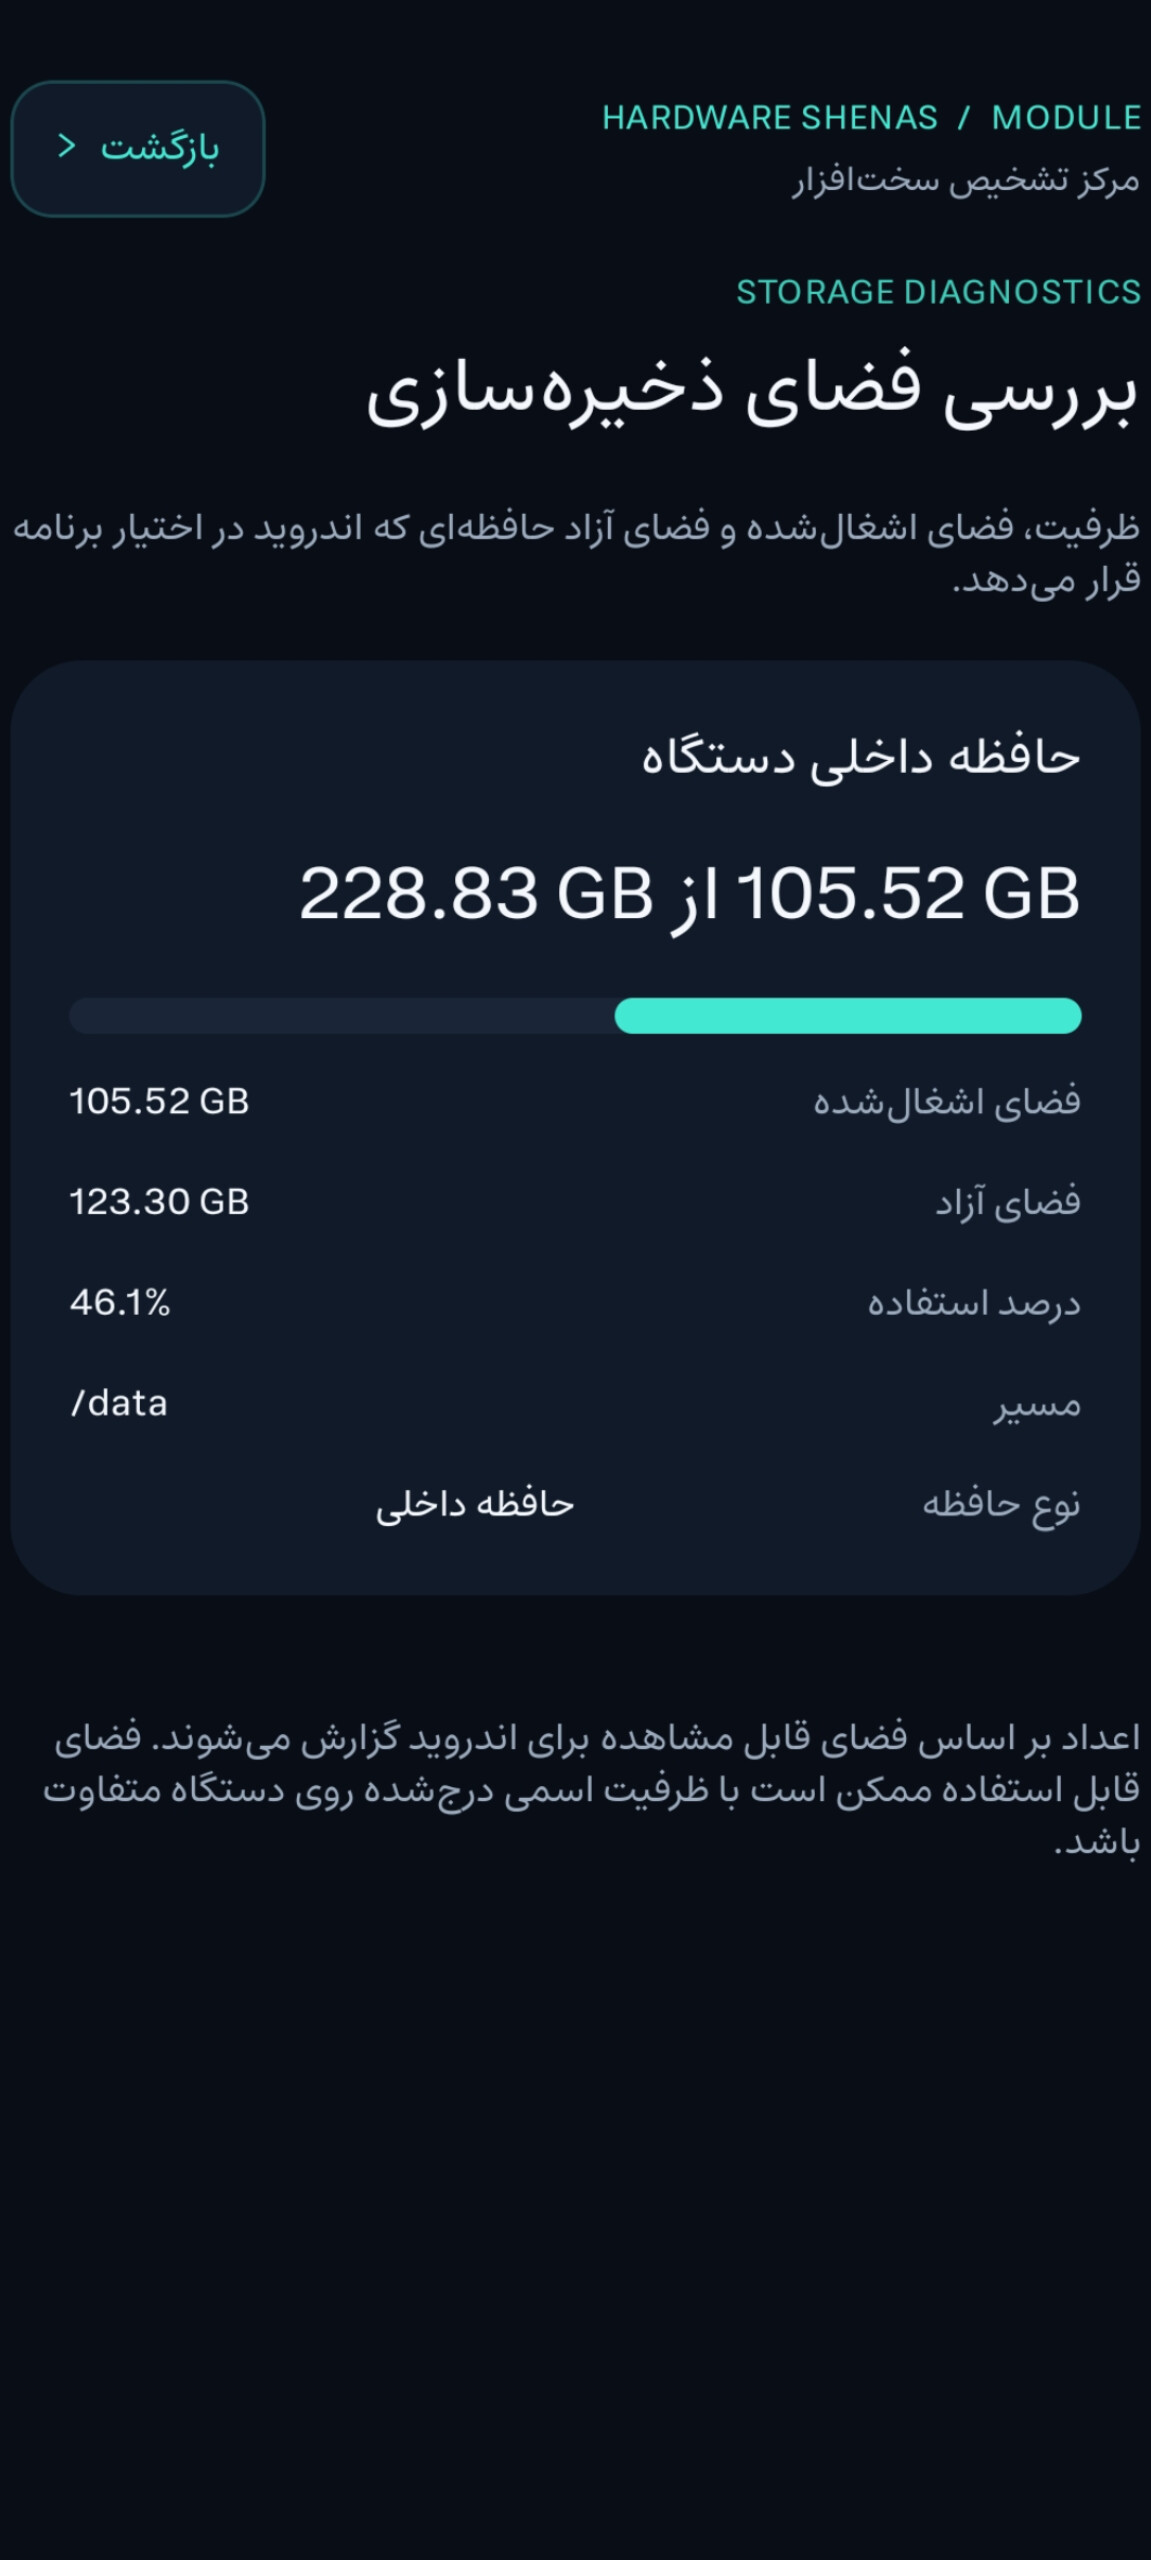 HARDWARE SHENAS / MODULE
مرکز تشخیص سخت‌افزار
بازگشت >
STORAGE DIAGNOSTICS
بررسی فضای ذخیره‌سازی
ظرفیت، فضای اشغال‌شده و فضای آزاد حافظه‌ای که اندروید در اختیار برنامه
قرار می‌دهد.
حافظه داخلی دستگاه
105.52 GB از 228.83 GB
فضای اشغال‌شده 105.52 GB
فضای آزاد 123.30 GB
درصد استفاده 46.1%
مسیر /data
نوع حافظه حافظه داخلی
اعداد بر اساس فضای قابل مشاهده برای اندروید گزارش می‌شوند. فضای
قابل استفاده ممکن است با ظرفیت اسمی درج‌شده روی دستگاه متفاوت
باشد.